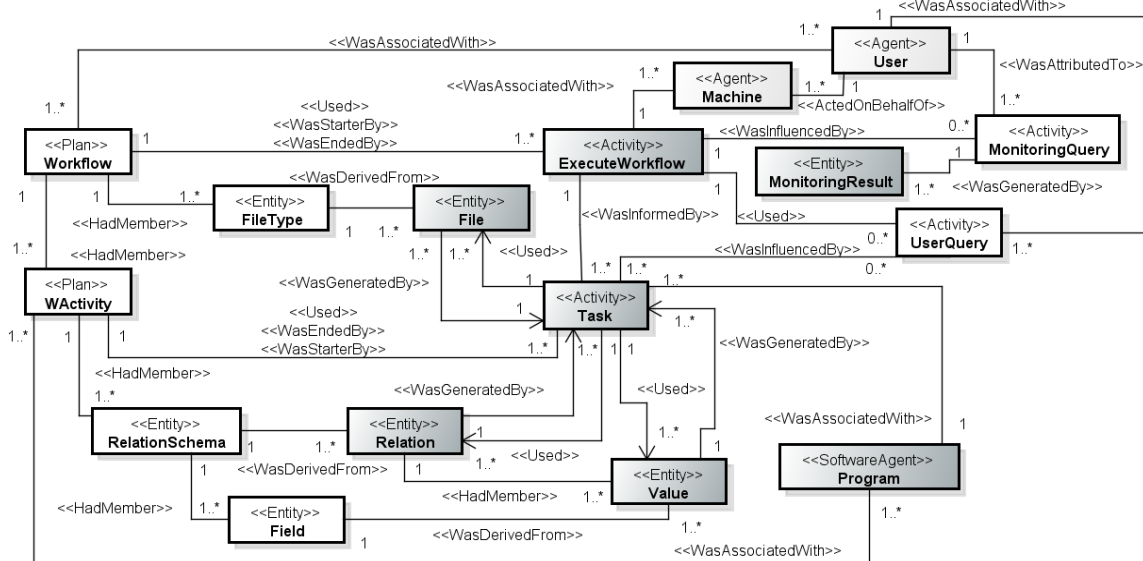 <<WasAssociatedWith>>
1
1..*
<<Agent>>
User
1
<<WasAssociatedWith>>
1..*
<<WasAttributedTo>>
1..*
<<Agent>>
Machine
1..*
1
<<WasAssociatedWith>>
<<ActedOnBehalfOf>>
1..*
1..*
<<Used>>
<<WasStarterBy>>
<<WasEndedBy>>
1
1
1..*
<<WasInfluencedBy>>
0..*
<<Plan>>
Workflow
<<Activity>>
ExecuteWorkflow
<<Activity>>
MonitoringQuery
1
<<Entity>>
MonitoringResult
1
1..*
<<WasGeneratedBy>>
<<WasDerivedFrom>>
1
1
1..*
<<Entity>>
FileType
<<Entity>>
File
1
1
<<HadMember>>
1
1..*
<<WasInformedBy>>
<<Used>>
<<Activity>>
UserQuery
0..*
1..*
1..*
<<HadMember>>
1..*
1..*
<<Used>>
<<WasInfluencedBy>>
0..*
1..*
1..*
<<Plan>>
WActivity
<<WasGeneratedBy>>
1
1
<<Activity>>
Task
1..*
1..*
1..*
1
1
<<Used>>
<<WasEndedBy>>
<<WasStarterBy>>
1..*
1..*
1
1
1
<<WasGeneratedBy>>
<<HadMember>>
1..*
<<WasGeneratedBy>>
<<Used>>
<<Entity>>
RelationSchema
1
1..*
<<Entity>>
Relation
1
1..*
<<Used>>
1..*
1
<<WasAssociatedWith>>
1
1
<<WasDerivedFrom>>
1
<<HadMember>>
1..*
<<Entity>>
Value
<<SoftwareAgent>>
Program
<<HadMember>>
1..*
<<Entity>>
Field
1
<<WasDerivedFrom>>
1..*
1..*
<<WasAssociatedWith>>